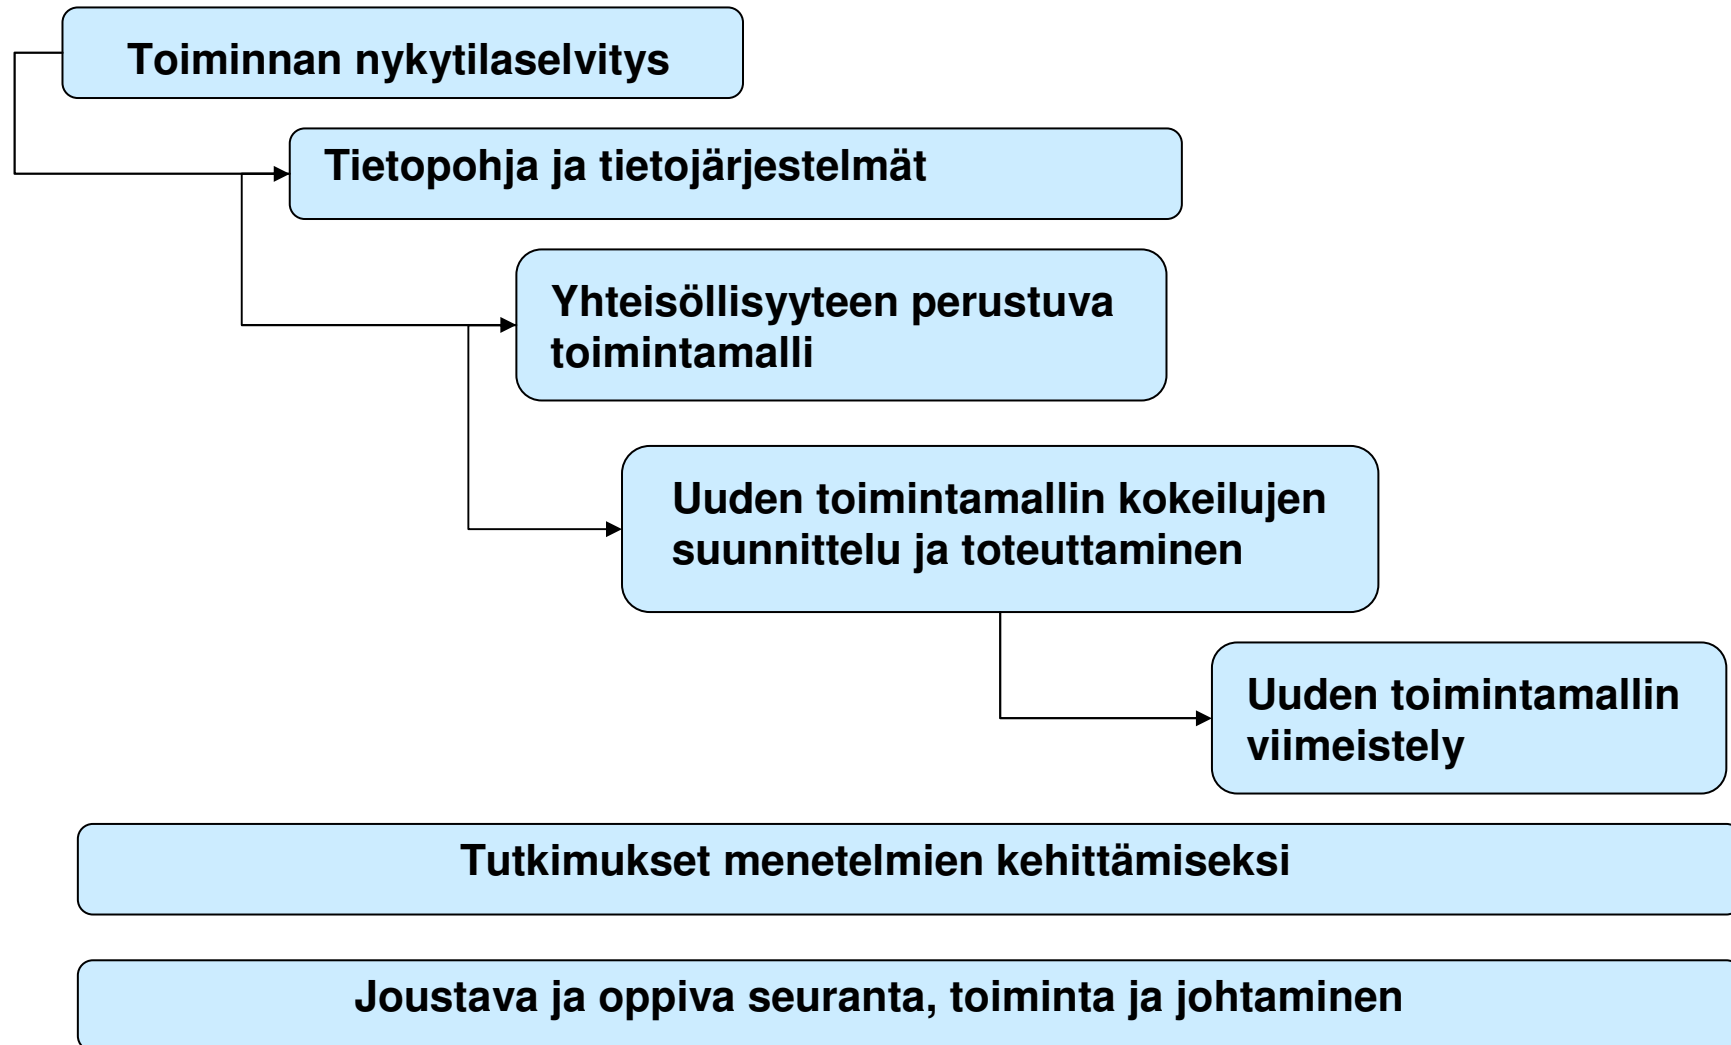 Toiminnan nykytilaselvitys
Tietopohja ja tietojärjestelmät
Yhteisöllisyyteen perustuva
toimintamalli
Uuden toimintamallin kokeilujen
suunnittelu ja toteuttaminen
Uuden toimintamallin
viimeistely
Tutkimukset menetelmien kehittämiseksi
Joustava ja oppiva seuranta, toiminta ja johtaminen